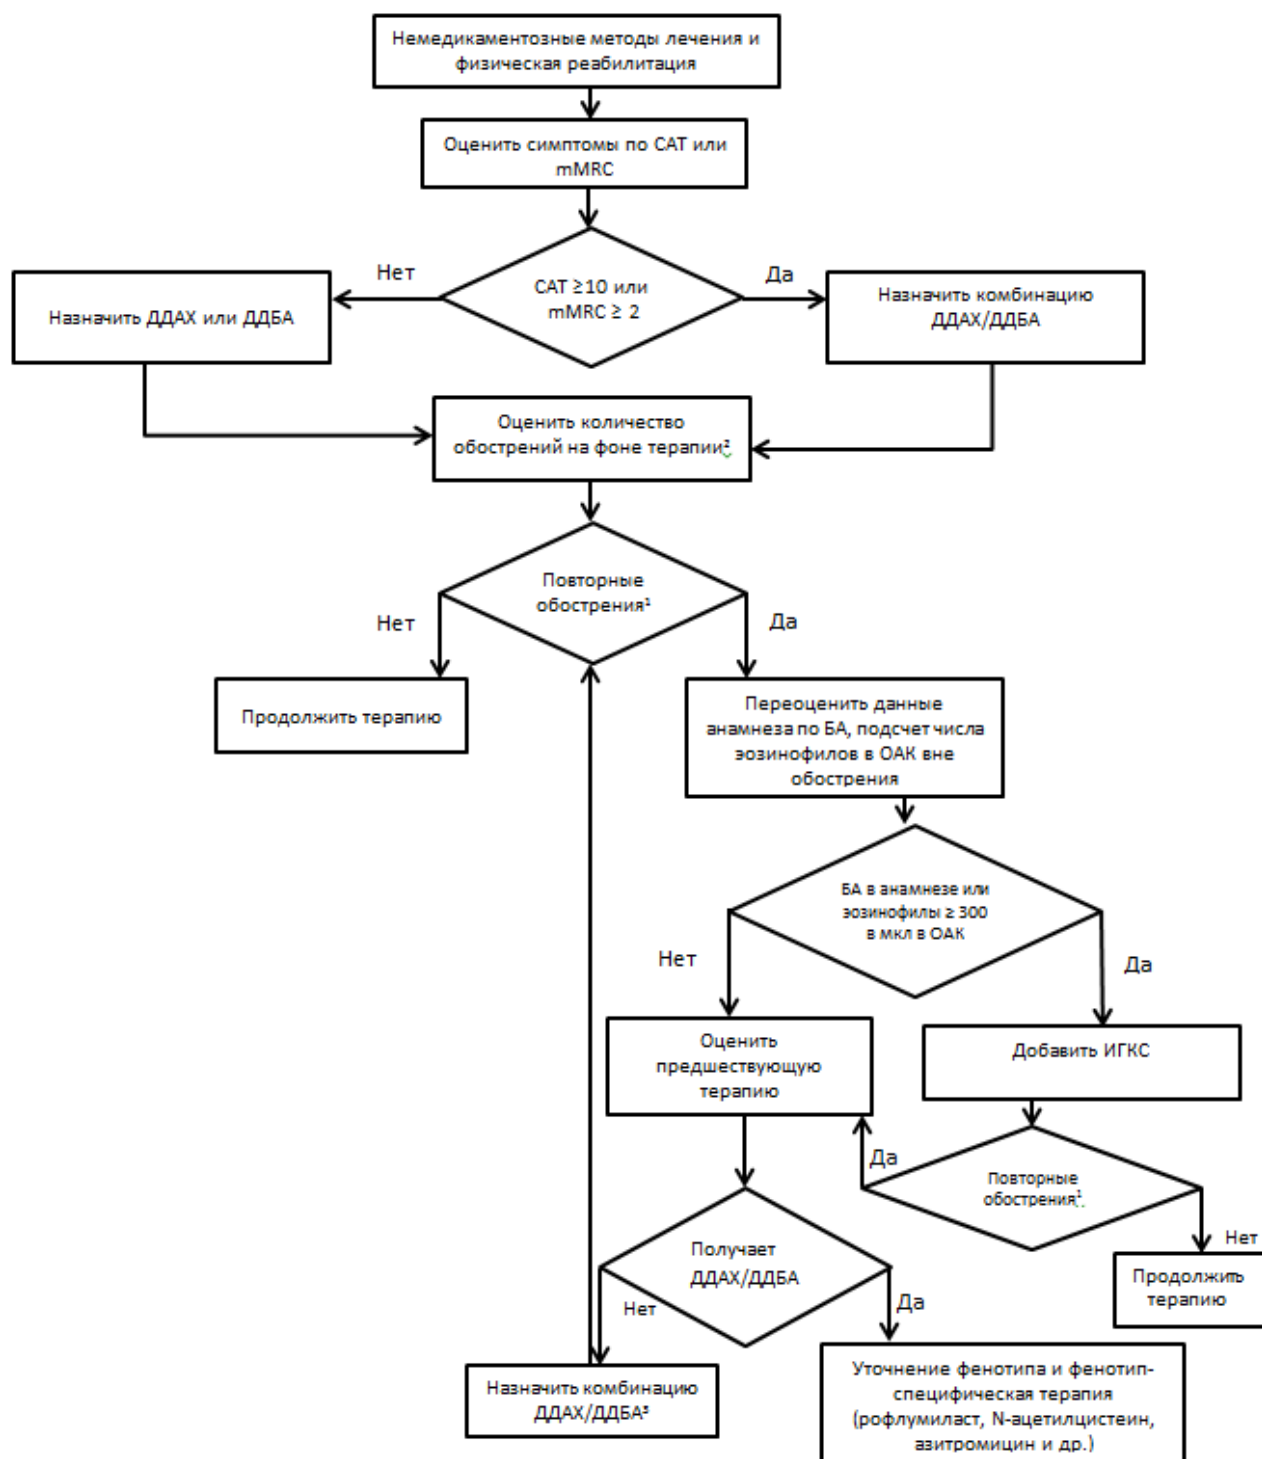 Немедикаментозные методы лечения и
физическая реабилитация
Оценить симптомы по CAT или
mMRC
Нет
CAT ≥10 или
mMRC ≥ 2
Да
Назначить ДДАХ или ДДБА
Назначить комбинацию
ДДАХ/ДДБА
Оценить количество
обострений на фоне терапии²
Повторные
обострения¹
Нет
Да
Продолжить терапию
Переоценить данные
анамнеза по БА, подсчет числа
эозинофилов в ОАК вне
обострения
БА в анамнезе или
эозинофилы ≥ 300
в мкл в ОАК
Нет
Да
Оценить
предшествующую
терапию
Добавить ИГКС
Да
Повторные
обострения¹
Нет
Продолжить
терапию
Получает
ДДАХ/ДДБА
Нет
Да
Назначить комбинацию
ДДАХ/ДДБА³
Уточнение фенотипа и фенотип-
специфическая терапия
(рофлумиласт, N-ацетилцистеин,
азитромицин и др.)